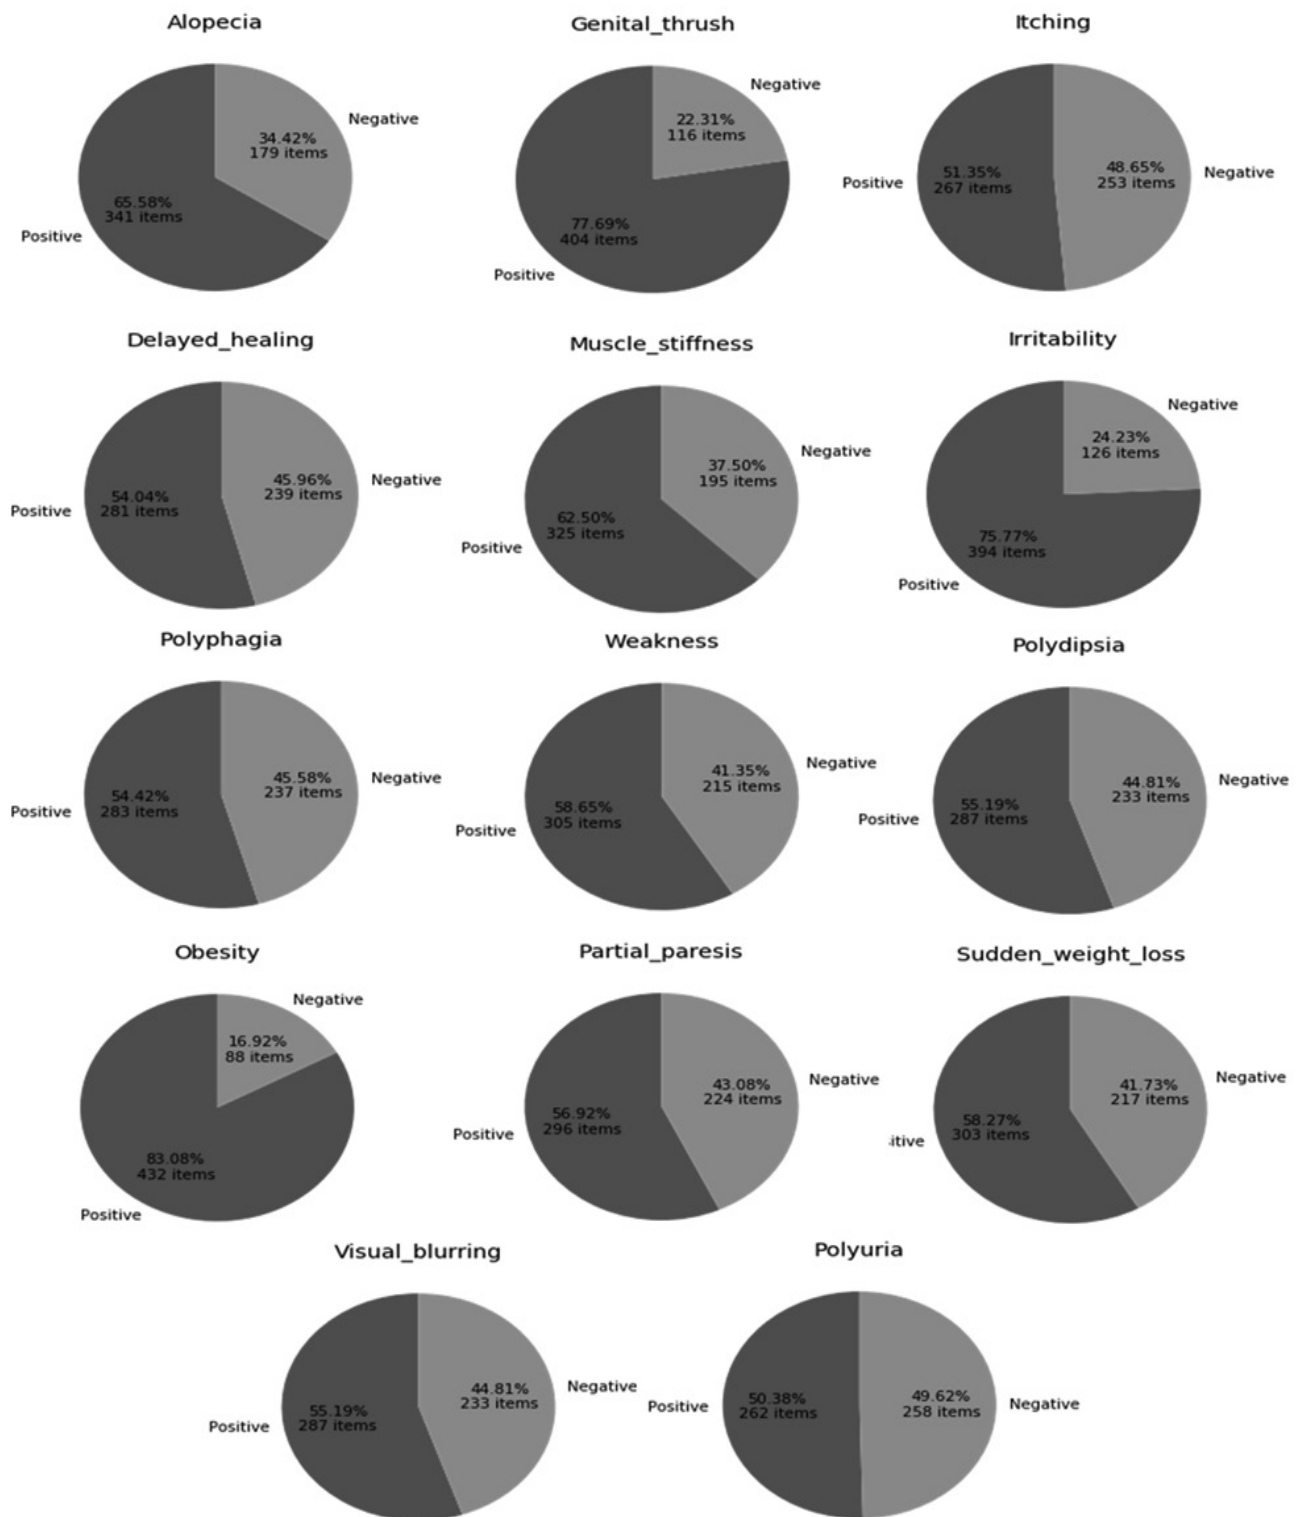 Alopecia
Negative
34.42%
179 items
65.58%
341 items
Positive
Genital_thrush
Negative
22.31%
116 items
77.69%
404 items
Positive
Itching
51.35%
267 items
Positive
48.65%
253 items
Negative
Delayed_healing
54.04%
281 items
Positive
45.96%
239 items
Negative
Muscle_stiffness
Negative
37.50%
195 items
62.50%
325 items
Positive
Irritability
Negative
24.23%
126 items
75.77%
394 items
Positive
Polyphagia
45.58%
237 items
Negative
54.42%
283 items
Positive
Weakness
Negative
41.35%
215 items
58.65%
305 items
Positive
Polydipsia
44.81%
233 items
Negative
55.19%
287 items
Positive
Obesity
Negative
16.92%
88 items
83.08%
432 items
Positive
Partial_paresis
43.08%
224 items
Negative
56.92%
296 items
Positive
Sudden_weight_loss
41.73%
217 items
Negative
58.27%
303 items
sitive
Visual_blurring
44.81%
233 items
Negative
55.19%
287 items
Positive
Polyuria
50.38%
262 items
Positive
49.62%
258 items
Negative